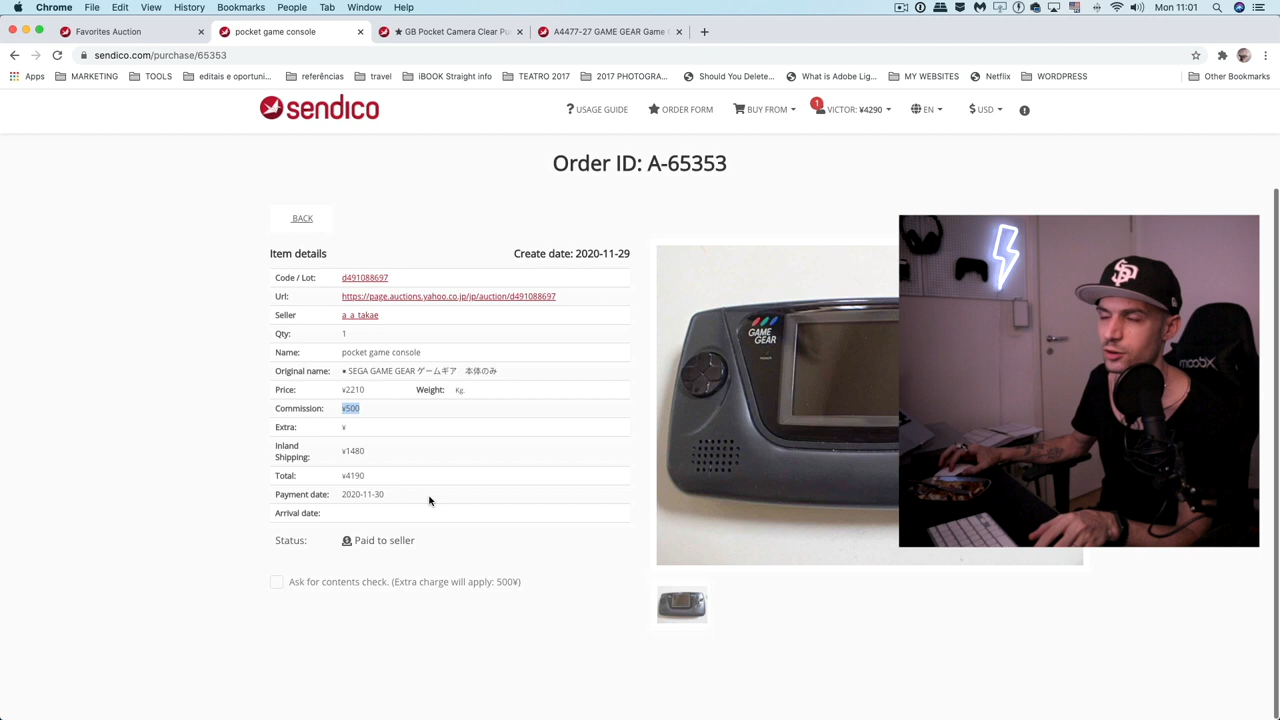 Chrome File Edit View History Bookmarks People Tab Window Help Mon 11:01
Favorites Auction pocket game console ★ GB Pocket Camera Clear Pu A4477-27 GAME GEAR Game
sendico.com/purchase/65353
Apps MARKETING TOOLS editais e oportuni... referências travel iBOOK Straight info TEATRO 2017 2017 PHOTOGRA... Should You Delete... What is Adobe Lig... MY WEBSITES Netflix WORDPRESS Other Bookmarks
sendico USAGE GUIDE ORDER FORM BUY FROM 1 VICTOR: ¥4290 EN $ USD
Order ID: A-65353
BACK
Item details Create date: 2020-11-29
Code / Lot: d491088697
Url: https://page.auctions.yahoo.co.jp/jp/auction/d491088697
Seller a_a_takae
Qty: 1
Name: pocket game console
Original name: ▪ SEGA GAME GEAR ゲームギア 本体のみ
Price: ¥2210 Weight: Kg.
Commission: ¥500
Extra: ¥
Inland
Shipping: ¥1480
Total: ¥4190
Payment date: 2020-11-30
Arrival date:
Status: Paid to seller
Ask for contents check. (Extra charge will apply: 500¥)
GAME
GEAR
POWER
SF
moobx